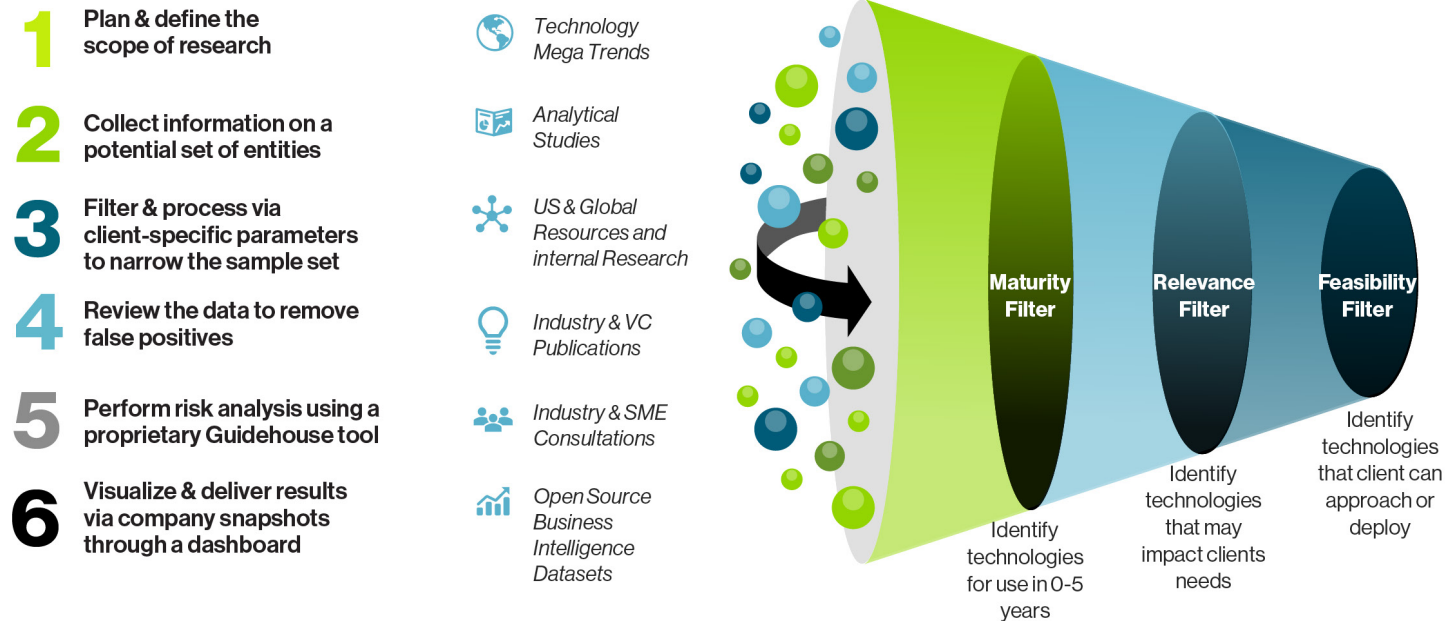 1
Plan & define the
scope of research
2
Collect information on a
potential set of entities
3
Filter & process via
client-specific parameters
to narrow the sample set
4
Review the data to remove
false positives
5
Perform risk analysis using a
proprietary Guidehouse tool
6
Visualize & deliver results
via company snapshots
through a dashboard
Technology
Mega Trends
Analytical
Studies
US & Global
Resources and
internal Research
Industry & VC
Publications
Industry & SME
Consultations
Open Source
Business
Intelligence
Datasets
Maturity
Filter
Identify
technologies
for use in 0-5
years
Relevance
Filter
Identify
technologies
that may
impact clients
needs
Feasibility
Filter
Identify
technologies
that client can
approach or
deploy